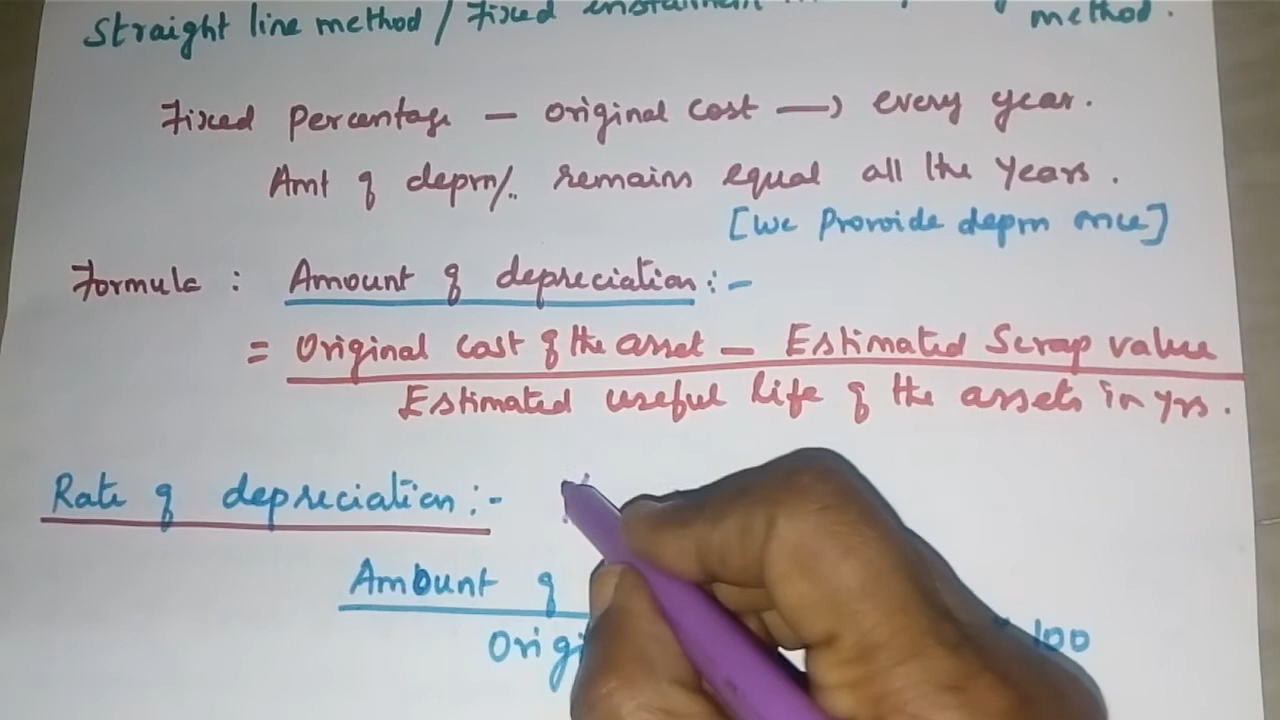 Straight line method / Fixed instalment
method.
Fixed Percentage — original cost → every year.
Amt of deprn/. remains equal all the years.
[We provide deprn once]
Formula : Amount of depreciation :-
= Original cost of the asset — Estimated Scrap value
Estimated useful life of the assets in yrs.
Rate of depreciation :-
Amount of
100